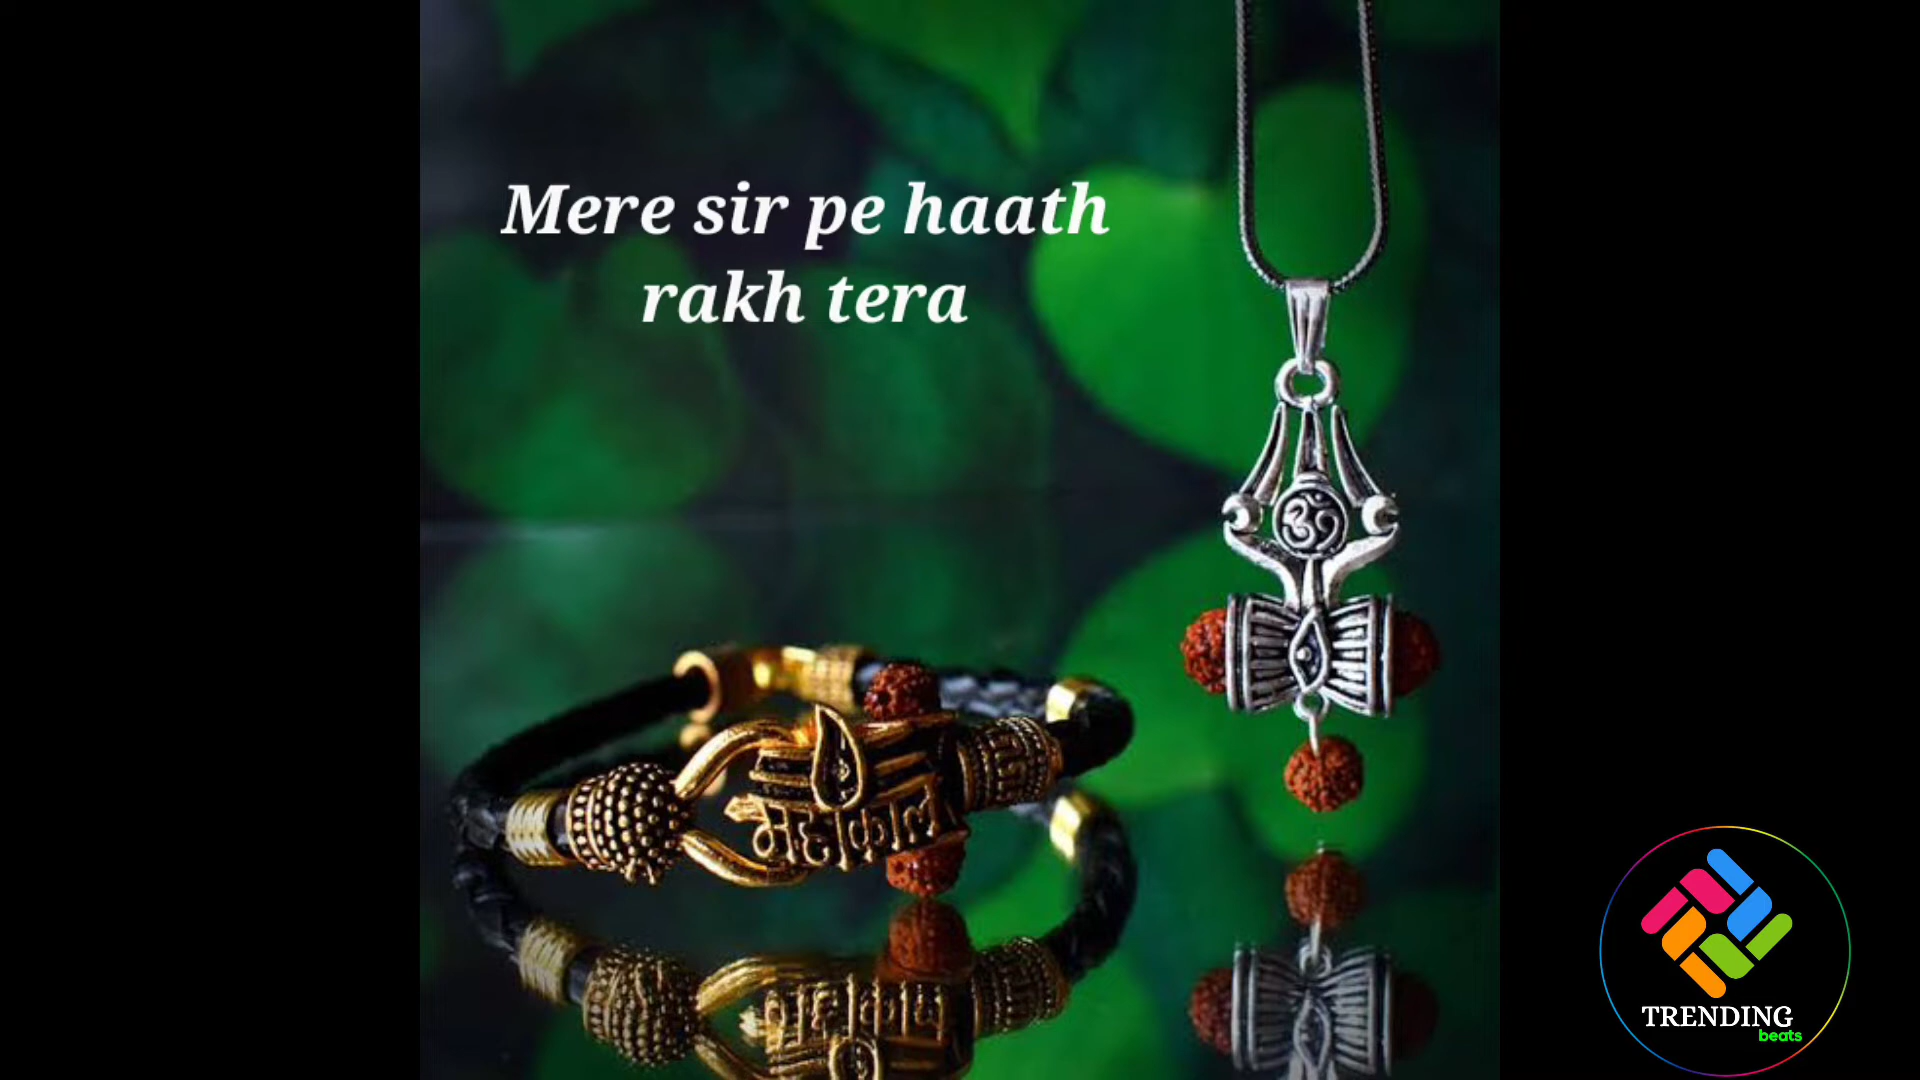 Mere sir pe haath
rakh tera
ॐ
महाकाल
TRENDING
beats